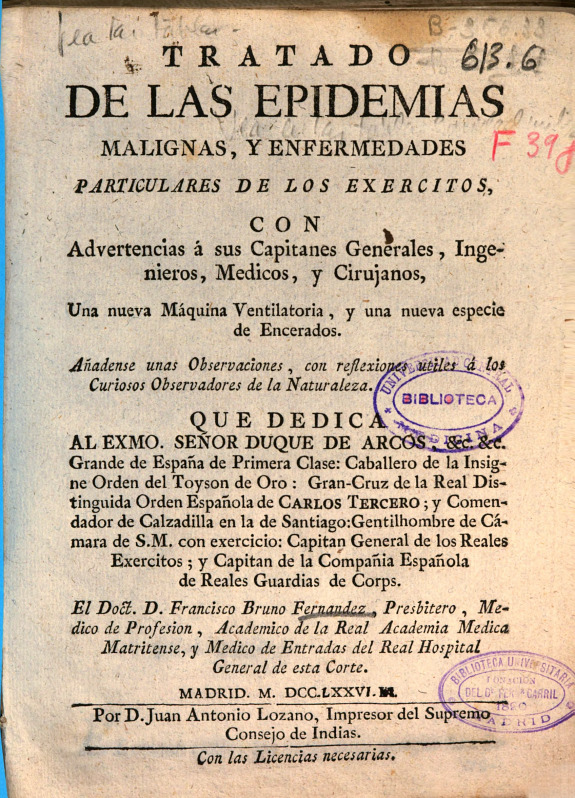 B-
613.6
TRATADO
DE LAS EPIDEMIAS
MALIGNAS, Y ENFERMEDADES
F 39
PARTICULARES DE LOS EXERCITOS,
CON
Advertencias á sus Capitanes Generales, Inge-
nieros, Medicos, y Cirujanos,
Una nueva Máquina Ventilatoria, y una nueva especie
de Encerados.
Añadense unas Observaciones, con reflexiones utiles á los
Curiosos Observadores de la Naturaleza.
BIBLIOTECA
MEDICINA
QUE DEDICA
AL EXMO. SEÑOR DUQUE DE ARCOS, &c. &c.
Grande de España de Primera Clase: Caballero de la Insig-
ne Orden del Toyson de Oro: Gran-Cruz de la Real Dis-
tinguida Orden Española de CARLOS TERCERO; y Comen-
dador de Calzadilla en la de Santiago: Gentilhombre de Cá-
mara de S.M. con exercicio: Capitan General de los Reales
Exercitos; y Capitan de la Compañia Española
de Reales Guardias de Corps.
El Doct. D. Francisco Bruno Fernandez, Presbitero, Me-
dico de Profesion, Academico de la Real Academia Medica
Matritense, y Medico de Entradas del Real Hospital
General de esta Corte.
BIBLIOTECA UNIVERSITARIA
DONACION
MADRID
MADRID. M. DCC.LXXVI.
Por D. Juan Antonio Lozano, Impresor del Supremo
Consejo de Indias.
Con las Licencias necesarias.